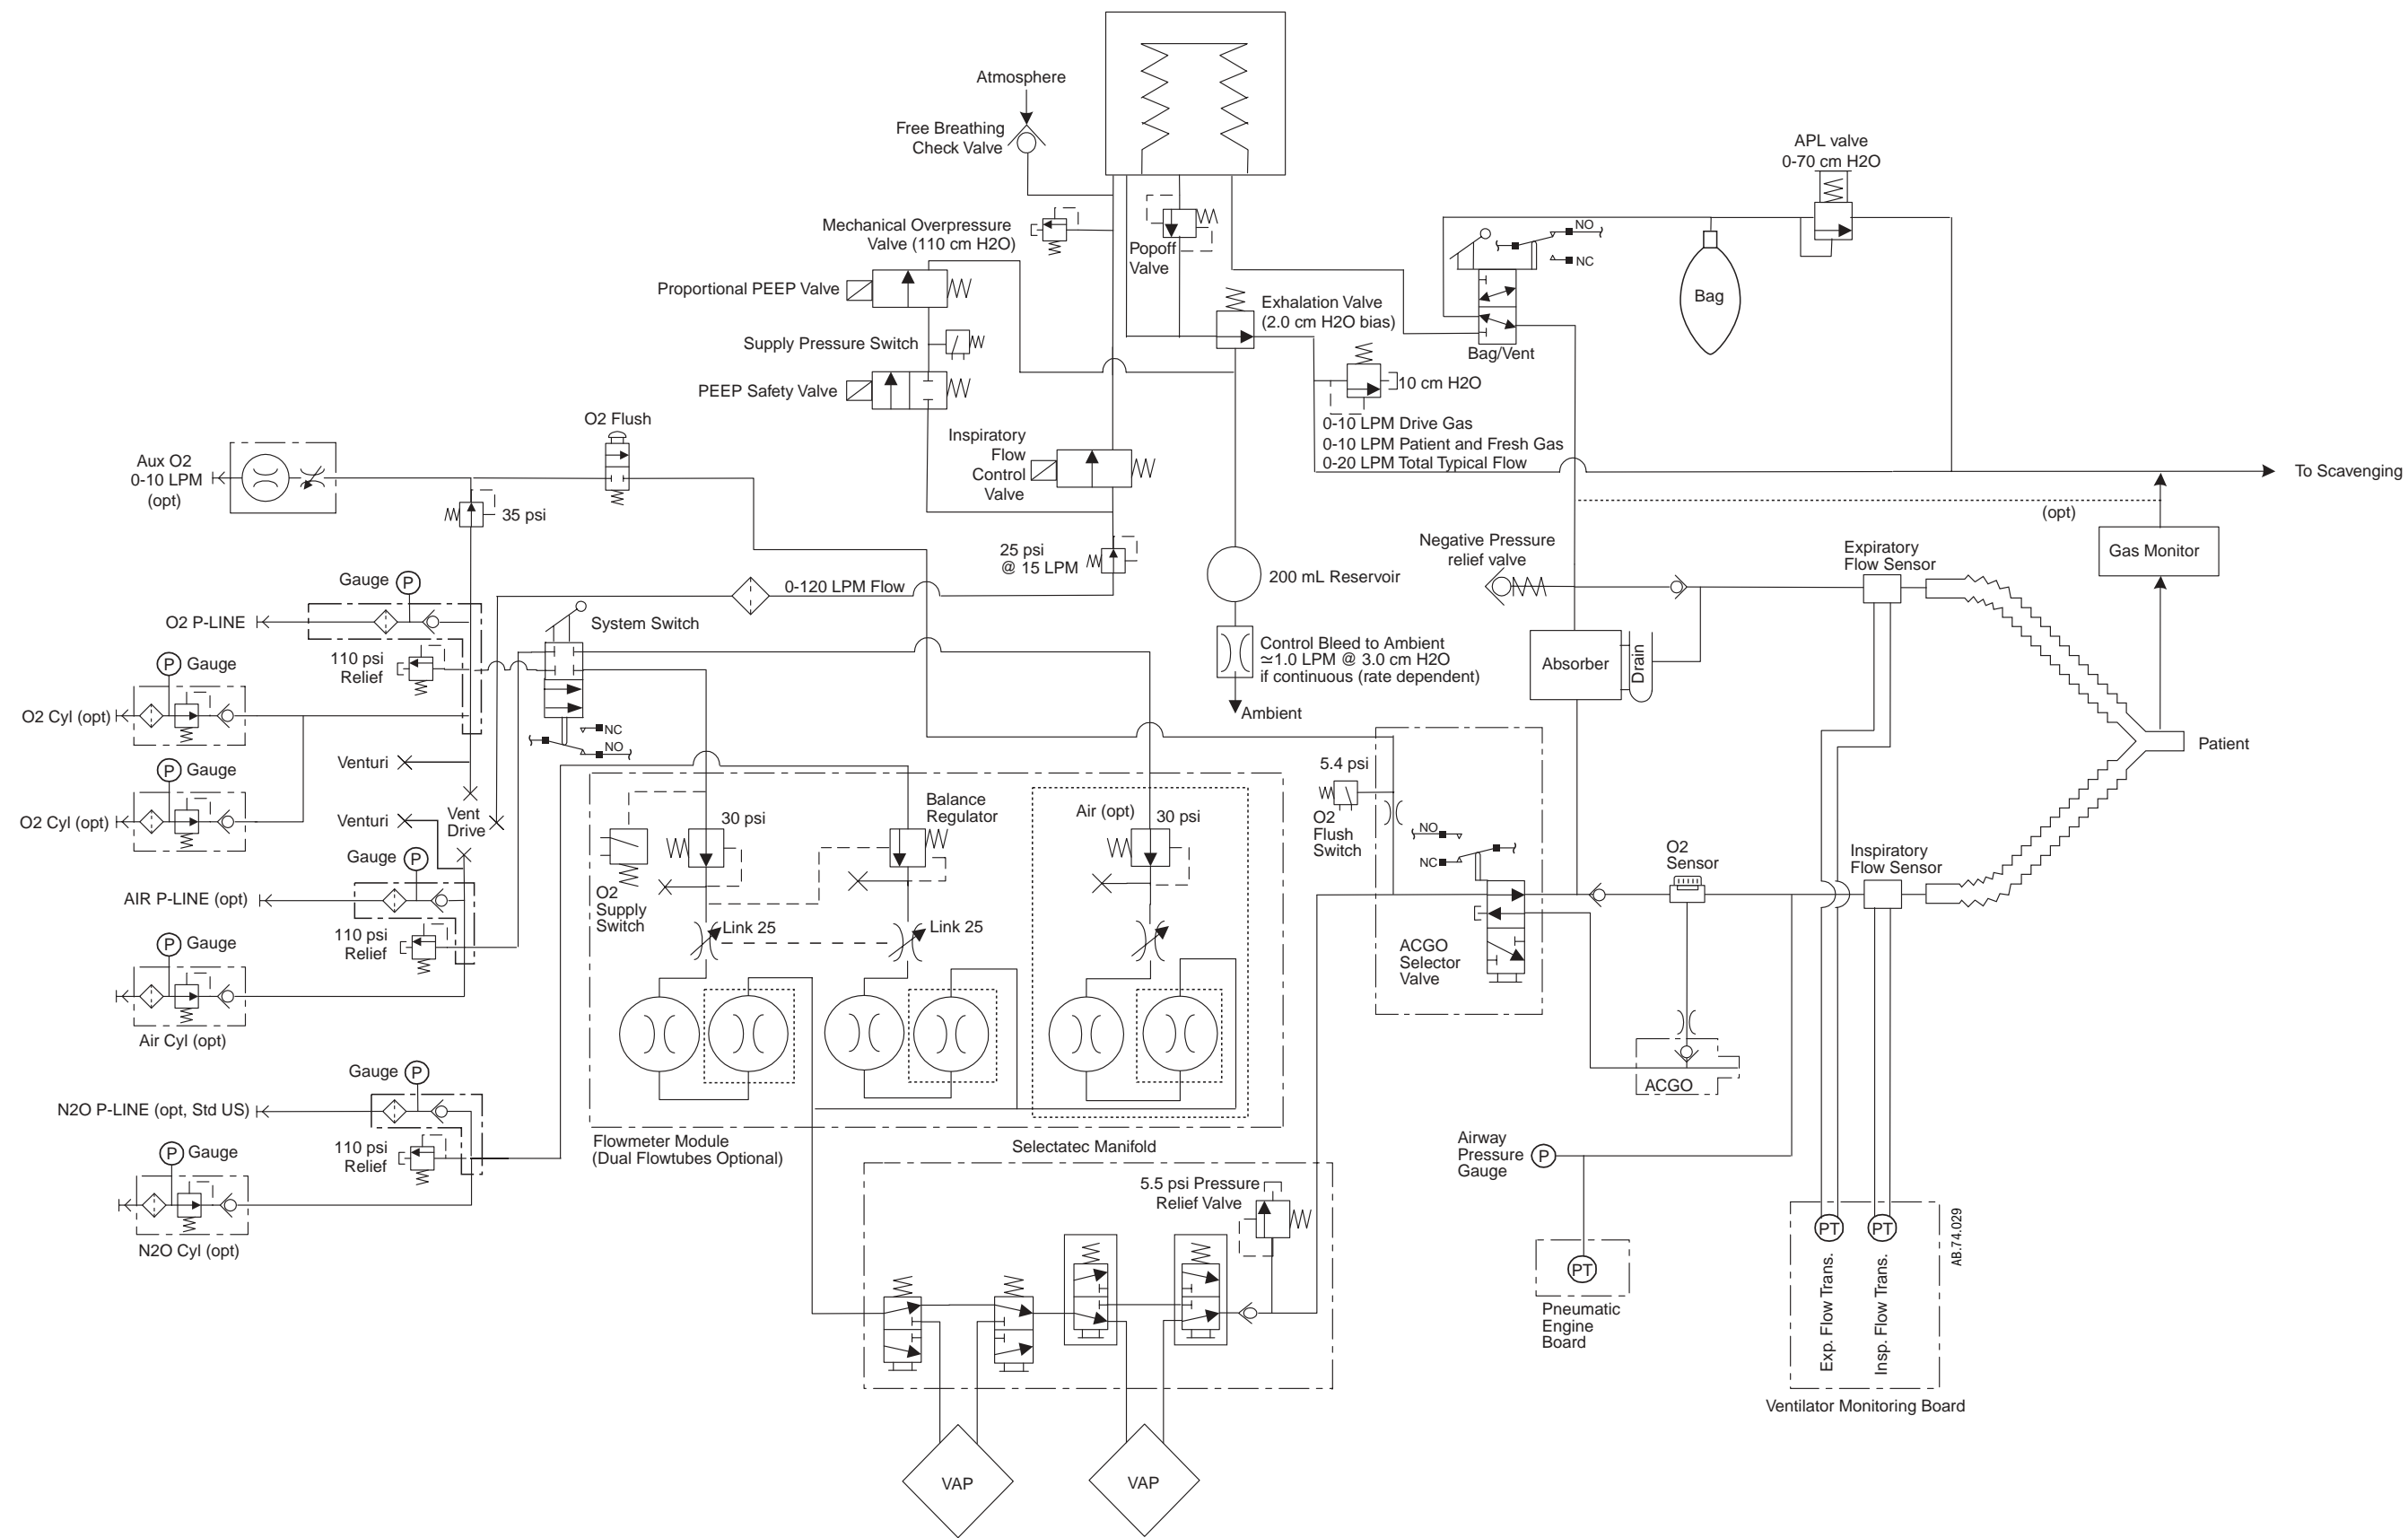 Atmosphere
Free Breathing
Check Valve
Mechanical Overpressure
Valve (110 cm H2O)
Popoff
Valve
Proportional PEEP Valve
Supply Pressure Switch
PEEP Safety Valve
Exhalation Valve
(2.0 cm H2O bias)
NO
NC
Bag/Vent
APL valve
0-70 cm H2O
Bag
10 cm H2O
0-10 LPM Drive Gas
0-10 LPM Patient and Fresh Gas
0-20 LPM Total Typical Flow
To Scavenging
(opt)
O2 Flush
Inspiratory
Flow
Control
Valve
Aux O2
0-10 LPM
(opt)
35 psi
25 psi
@ 15 LPM
0-120 LPM Flow
200 mL Reservoir
Control Bleed to Ambient
≃1.0 LPM @ 3.0 cm H2O
if continuous (rate dependent)
Ambient
Negative Pressure
relief valve
Absorber
Drain
Expiratory
Flow Sensor
Gas Monitor
Patient
Gauge P
O2 P-LINE
110 psi
Relief
System Switch
NC
NO
P Gauge
O2 Cyl (opt)
Venturi
P Gauge
O2 Cyl (opt)
Vent
Drive
Venturi
Gauge P
AIR P-LINE (opt)
110 psi
Relief
P Gauge
Air Cyl (opt)
Gauge P
N2O P-LINE (opt, Std US)
110 psi
Relief
P Gauge
N2O Cyl (opt)
30 psi
O2
Supply
Switch
Link 25
Balance
Regulator
Link 25
Air (opt)
30 psi
Flowmeter Module
(Dual Flowtubes Optional)
Selectatec Manifold
5.5 psi Pressure
Relief Valve
VAP
VAP
5.4 psi
O2
Flush
Switch
NO
NC
ACGO
Selector
Valve
O2
Sensor
Inspiratory
Flow Sensor
ACGO
Airway
Pressure
Gauge
P
PT
Pneumatic
Engine
Board
PT
PT
Exp. Flow Trans.
Insp. Flow Trans.
Ventilator Monitoring Board
AB.74.029